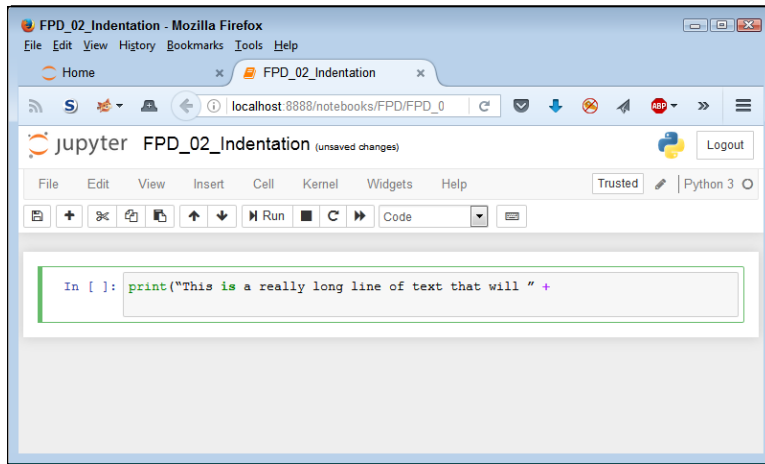 FPD_02_Indentation - Mozilla Firefox
File Edit View History Bookmarks Tools Help
Home
FPD_02_Indentation
S)
localhost:8888/notebooks/FPD/FPD_0
ABP
jupyter FPD_02_Indentation (unsaved changes)
Logout
File Edit View Insert Cell Kernel Widgets Help
Trusted
Python 3
Run
Code
In [ ]: print(“This is a really long line of text that will ” +